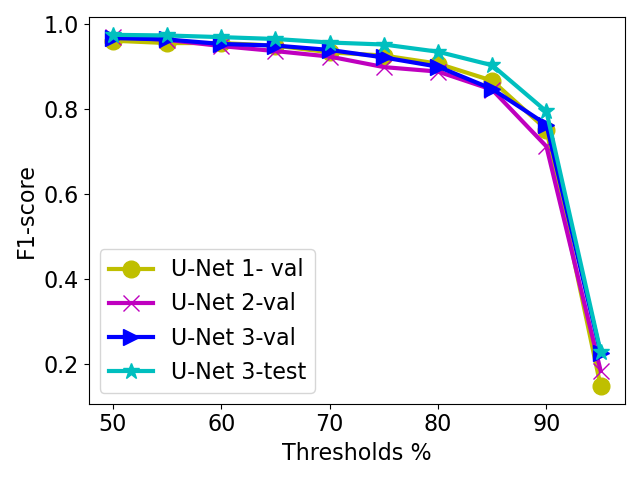 1.0
0.8
0.6
0.4
0.2
F1-score
U-Net 1- val
U-Net 2-val
U-Net 3-val
U-Net 3-test
50 60 70 80 90
Thresholds %